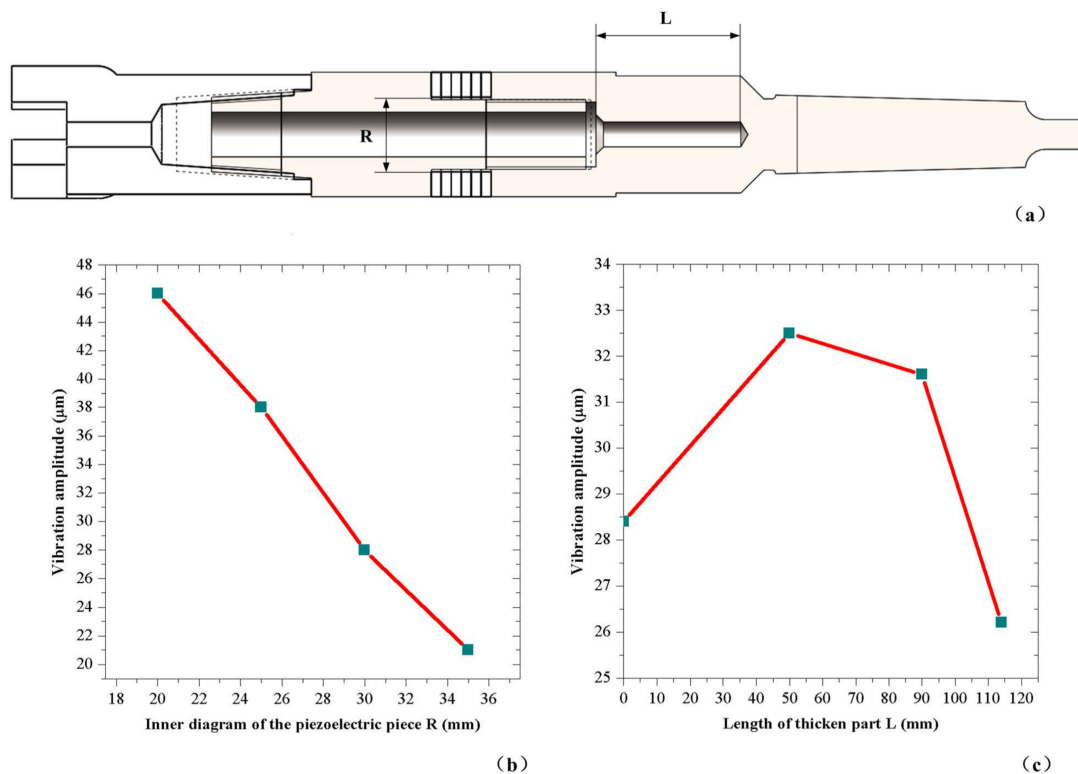 L
R
（a）
48
46
44
42
40
38
36
34
32
30
28
26
24
22
20
18 20 22 24 26 28 30 32 34 36
Vibration amplitude (μm)
Inner diagram of the piezoelectric piece R (mm)
（b）
34
33
32
31
30
29
28
27
26
25
0 10 20 30 40 50 60 70 80 90 100 110 120
Vibration amplitude (μm)
Length of thicken part L (mm)
（c）